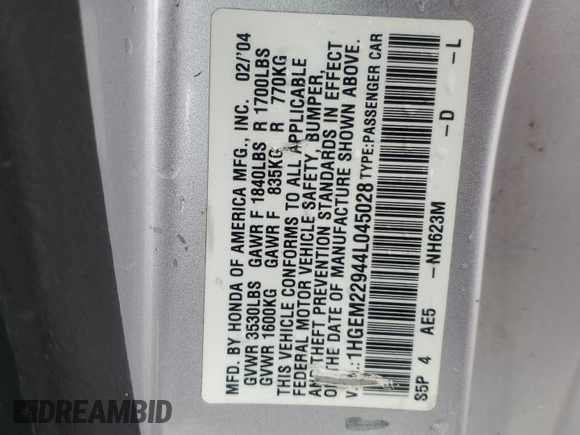 MFD. BY HONDA OF AMERICA MFG., INC. 02/'04
GVWR 3530LBS GAWR F 1840LBS R 1700LBS
GVWR 1600KG GAWR F 835KG R 770KG
THIS VEHICLE CONFORMS TO ALL APPLICABLE
FEDERAL MOTOR VEHICLE SAFETY, BUMPER,
AND THEFT PREVENTION STANDARDS IN EFFECT
ON THE DATE OF MANUFACTURE SHOWN ABOVE.
V.I.N.:1HGEM22944L045028 TYPE:PASSENGER CAR
S5P 4 AE5 -NH623M -D -L
DREAMBID